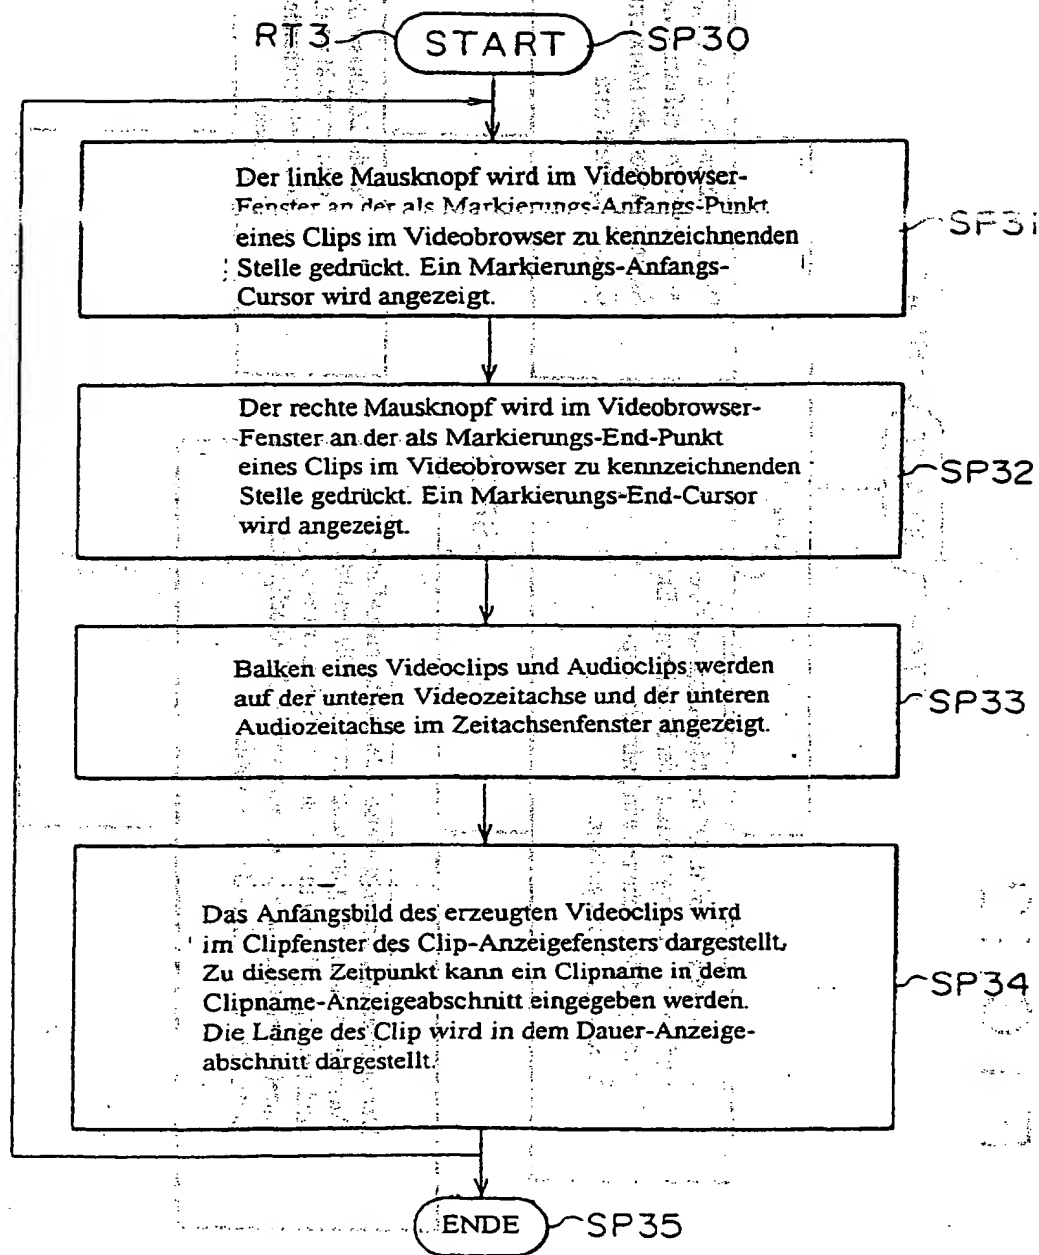 RT3 START SP30
Der linke Mausknopf wird im Videobrowser-
Fenster an der als Markierungs-Anfangs-Punkt
eines Clips im Videobrowser zu kennzeichnenden
Stelle gedrückt. Ein Markierungs-Anfangs-
Cursor wird angezeigt.
SP31
Der rechte Mausknopf wird im Videobrowser-
Fenster an der als Markierungs-End-Punkt
eines Clips im Videobrowser zu kennzeichnenden
Stelle gedrückt. Ein Markierungs-End-Cursor
wird angezeigt.
SP32
Balken eines Videoclips und Audioclips werden
auf der unteren Videozeitachse und der unteren
Audiozeitachse im Zeitachsenfenster angezeigt.
SP33
Das Anfangsbild des erzeugten Videoclips wird
im Clipfenster des Clip-Anzeigefensters dargestellt.
Zu diesem Zeitpunkt kann ein Clipname in dem
Clipname-Anzeigeabschnitt eingegeben werden.
Die Länge des Clip wird in dem Dauer-Anzeige-
abschnitt dargestellt.
SP34
ENDE SP35